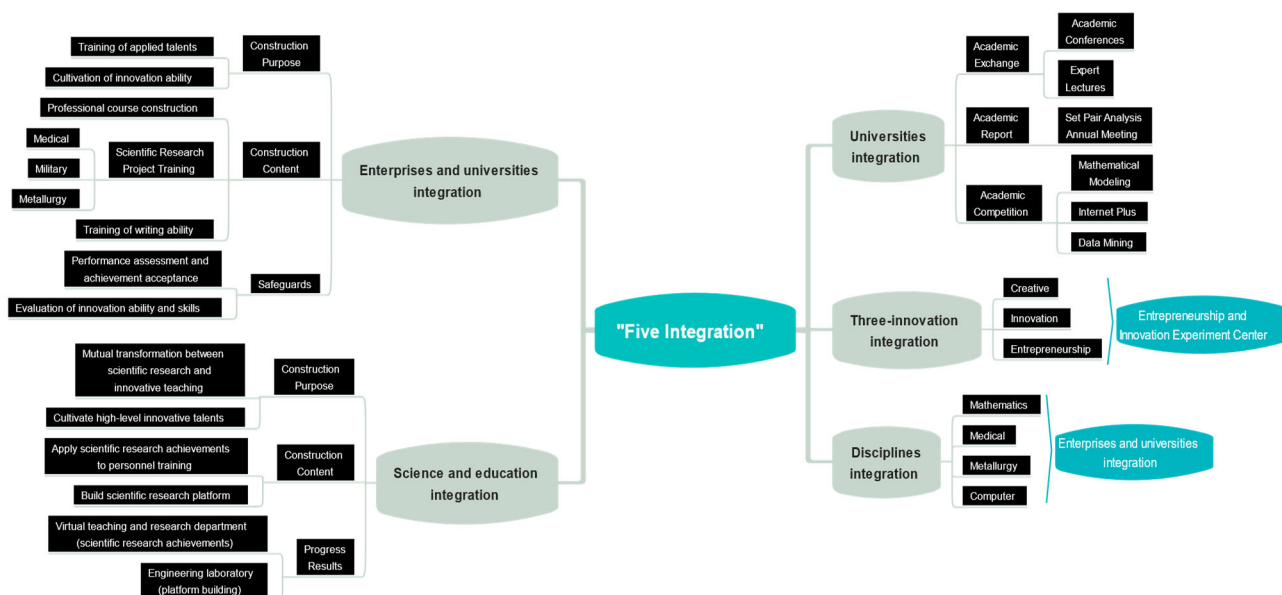 "Five Integration"
Enterprises and universities
integration
Construction
Purpose
Training of applied talents
Cultivation of innovation ability
Construction
Content
Professional course construction
Scientific Research
Project Training
Medical
Military
Metallurgy
Training of writing ability
Safeguards
Performance assessment and
achievement acceptance
Evaluation of innovation ability and skills
Science and education
integration
Construction
Purpose
Mutual transformation between
scientific research and
innovative teaching
Cultivate high-level innovative talents
Construction
Content
Apply scientific research achievements
to personnel training
Build scientific research platform
Progress
Results
Virtual teaching and research department
(scientific research achievements)
Engineering laboratory
(platform building)
Universities
integration
Academic
Exchange
Academic
Conferences
Expert
Lectures
Academic
Report
Set Pair Analysis
Annual Meeting
Academic
Competition
Mathematical
Modeling
Internet Plus
Data Mining
Three-innovation
integration
Creative
Innovation
Entrepreneurship
Entrepreneurship and
Innovation Experiment Center
Disciplines
integration
Mathematics
Medical
Metallurgy
Computer
Enterprises and universities
integration